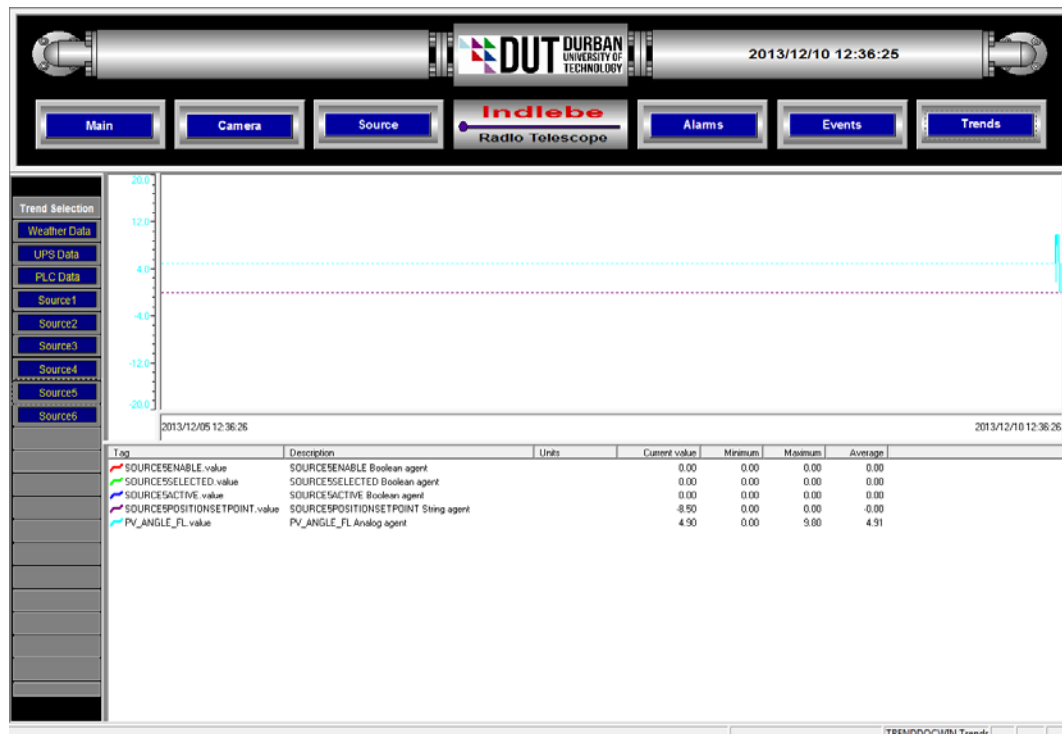 DUT DURBAN UNIVERSITY OF TECHNOLOGY
2013/12/10 12:36:25
Main Camera Source Indlebe Radio Telescope Alarms Events Trends
Trend Selection
Weather Data
UPS Data
PLC Data
Source1
Source2
Source3
Source4
Source5
Source6
20.0
12.0
4.0
-4.0
-12.0
-20.0
2013/12/05 12:36:26 2013/12/10 12:36:26
Tag Description Units Current value Minimum Maximum Average
SOURCE5ENABLE.value SOURCE5ENABLE Boolean agent 0.00 0.00 0.00 0.00
SOURCE5SELECTED.value SOURCE5SELECTED Boolean agent 0.00 0.00 0.00 0.00
SOURCE5ACTIVE.value SOURCE5ACTIVE Boolean agent 0.00 0.00 0.00 0.00
SOURCE5POSITIONSETPOINT.value SOURCE5POSITIONSETPOINT String agent -8.50 0.00 0.00 -0.00
PV_ANGLE_FL.value PV_ANGLE_FL Analog agent 4.90 0.00 9.80 4.91
TRENDDOCWIN Trends